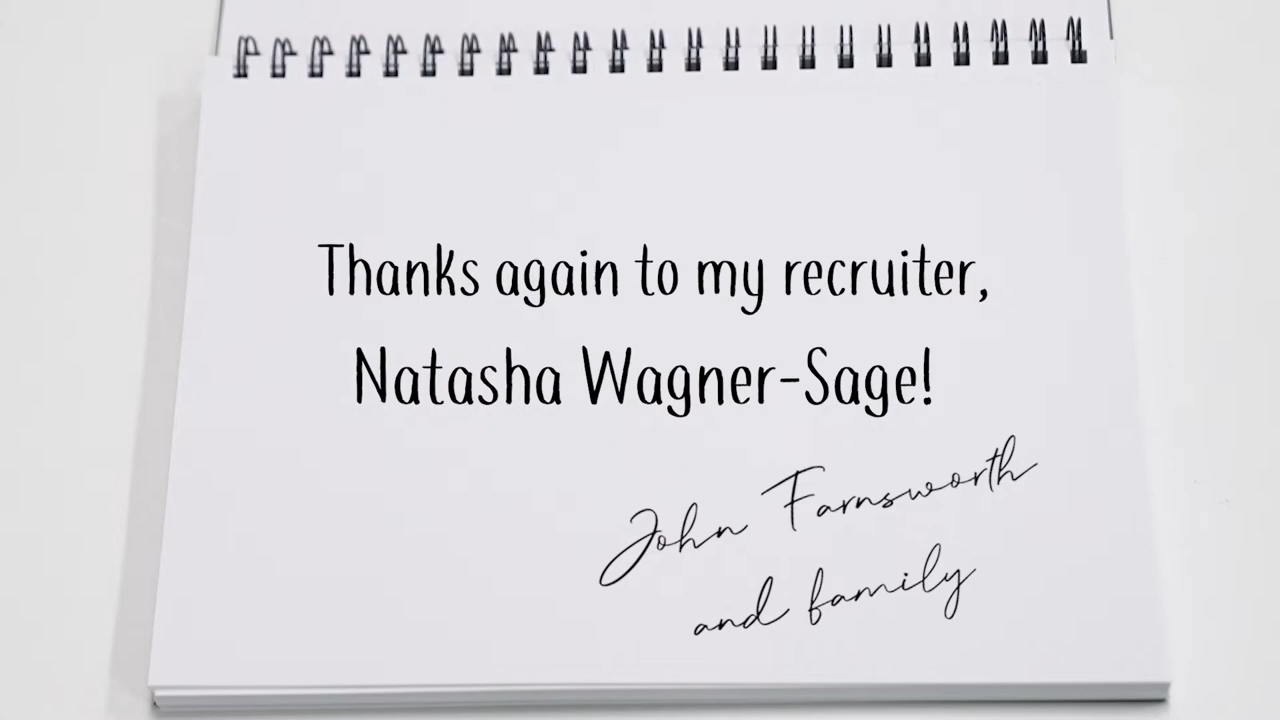 Thanks again to my recruiter,
Natasha Wagner-Sage!
John Farnsworth
and family